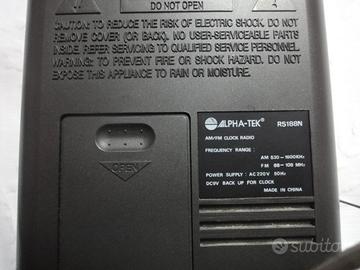 DO NOT OPEN
CAUTION: TO REDUCE THE RISK OF ELECTRIC SHOCK. DO NOT
REMOVE COVER (OR BACK). NO USER-SERVICEABLE PARTS
INSIDE. REFER SERVICING TO QUALIFIED SERVICE PERSONNEL.
WARNING: TO PREVENT FIRE OR SHOCK HAZARD. DO NOT
EXPOSE THIS APPLIANCE TO RAIN OR MOISTURE.
OPEN
ALPHA-TEK RS188N
AM/FM CLOCK RADIO
FREQUENCY RANGE:
AM 530-1600KHz
FM 88-108 MHz
POWER SUPPLY: AC 220V 50Hz
DC9V BACK UP FOR CLOCK
MADE IN CHINA
subito